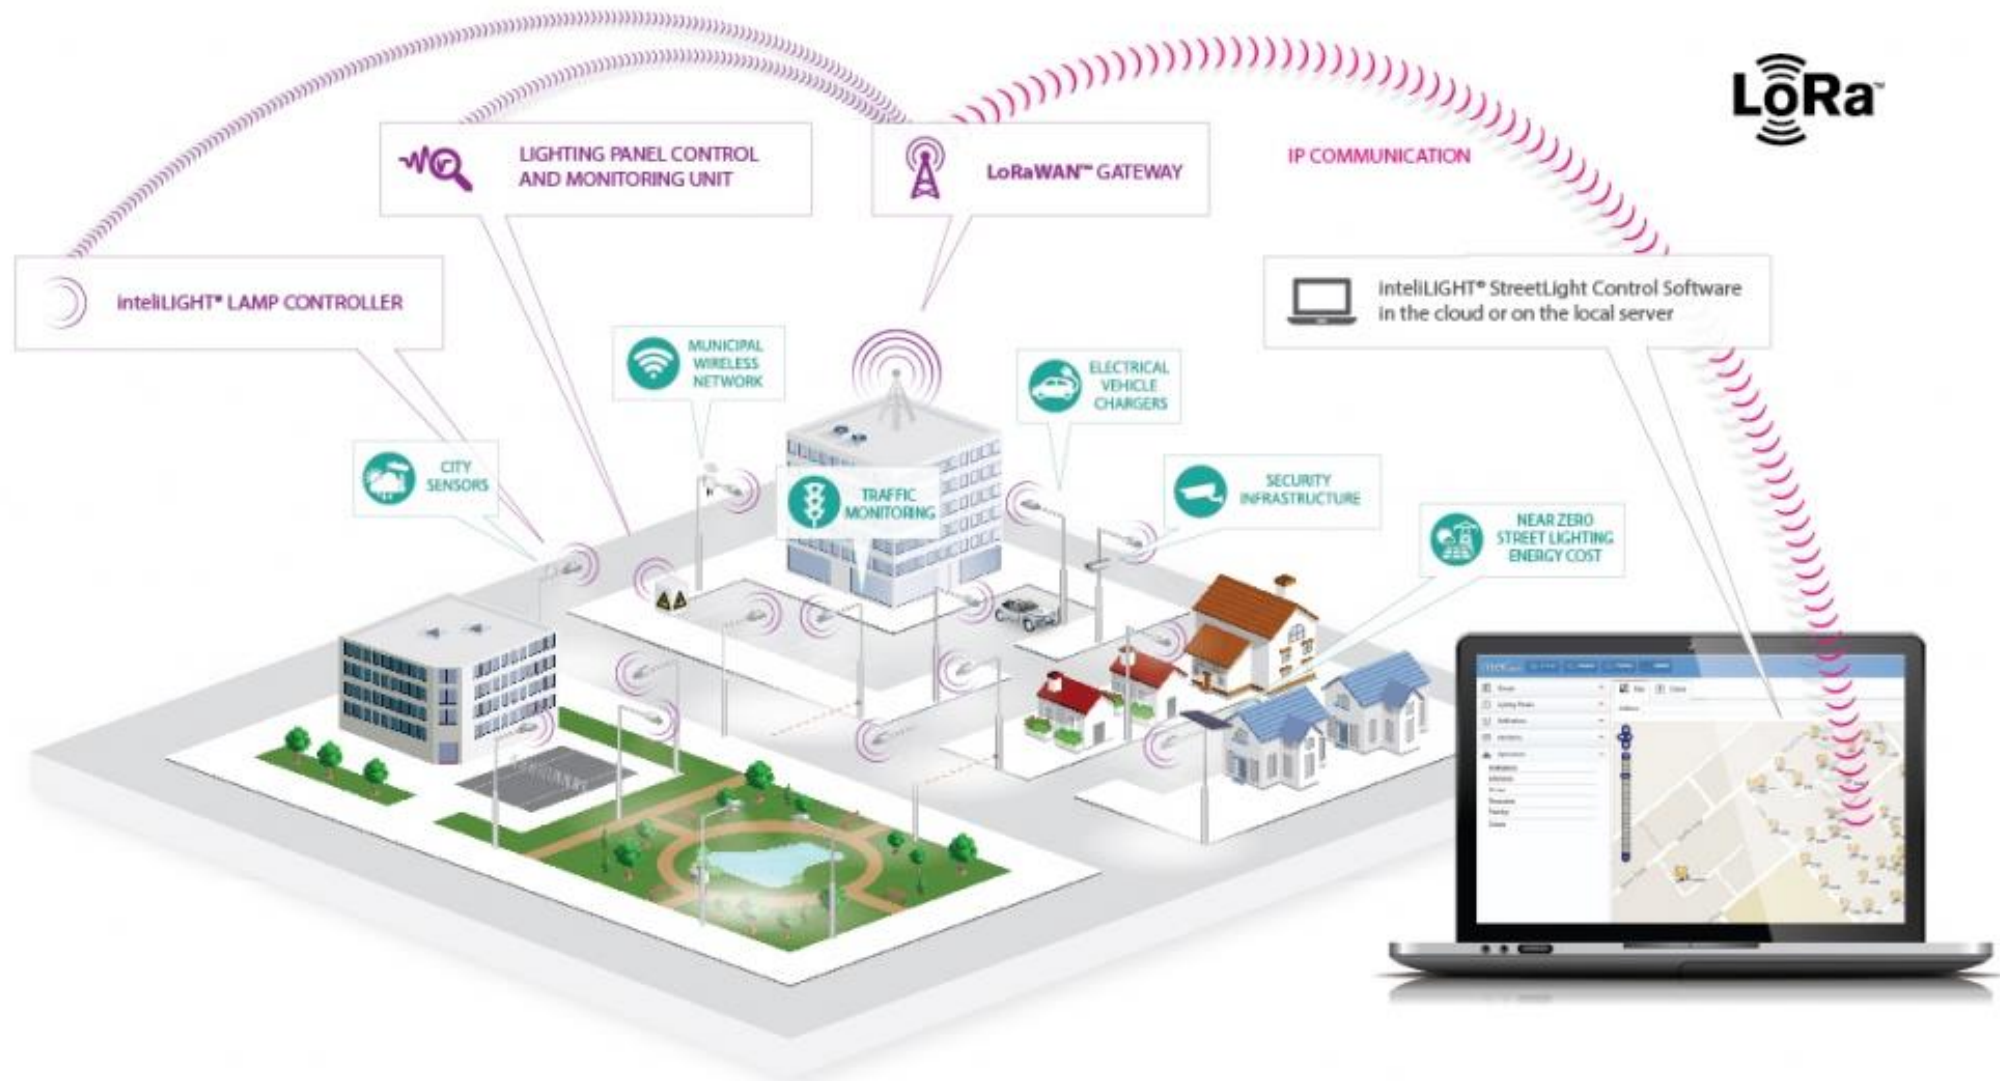 LoRa™
LIGHTING PANEL CONTROL
AND MONITORING UNIT
LoRaWAN™ GATEWAY
IP COMMUNICATION
inteliLIGHT® LAMP CONTROLLER
inteliLIGHT® StreetLight Control Software
in the cloud or on the local server
MUNICIPAL
WIRELESS
NETWORK
ELECTRICAL
VEHICLE
CHARGERS
CITY
SENSORS
TRAFFIC
MONITORING
SECURITY
INFRASTRUCTURE
NEAR ZERO
STREET LIGHTING
ENERGY COST